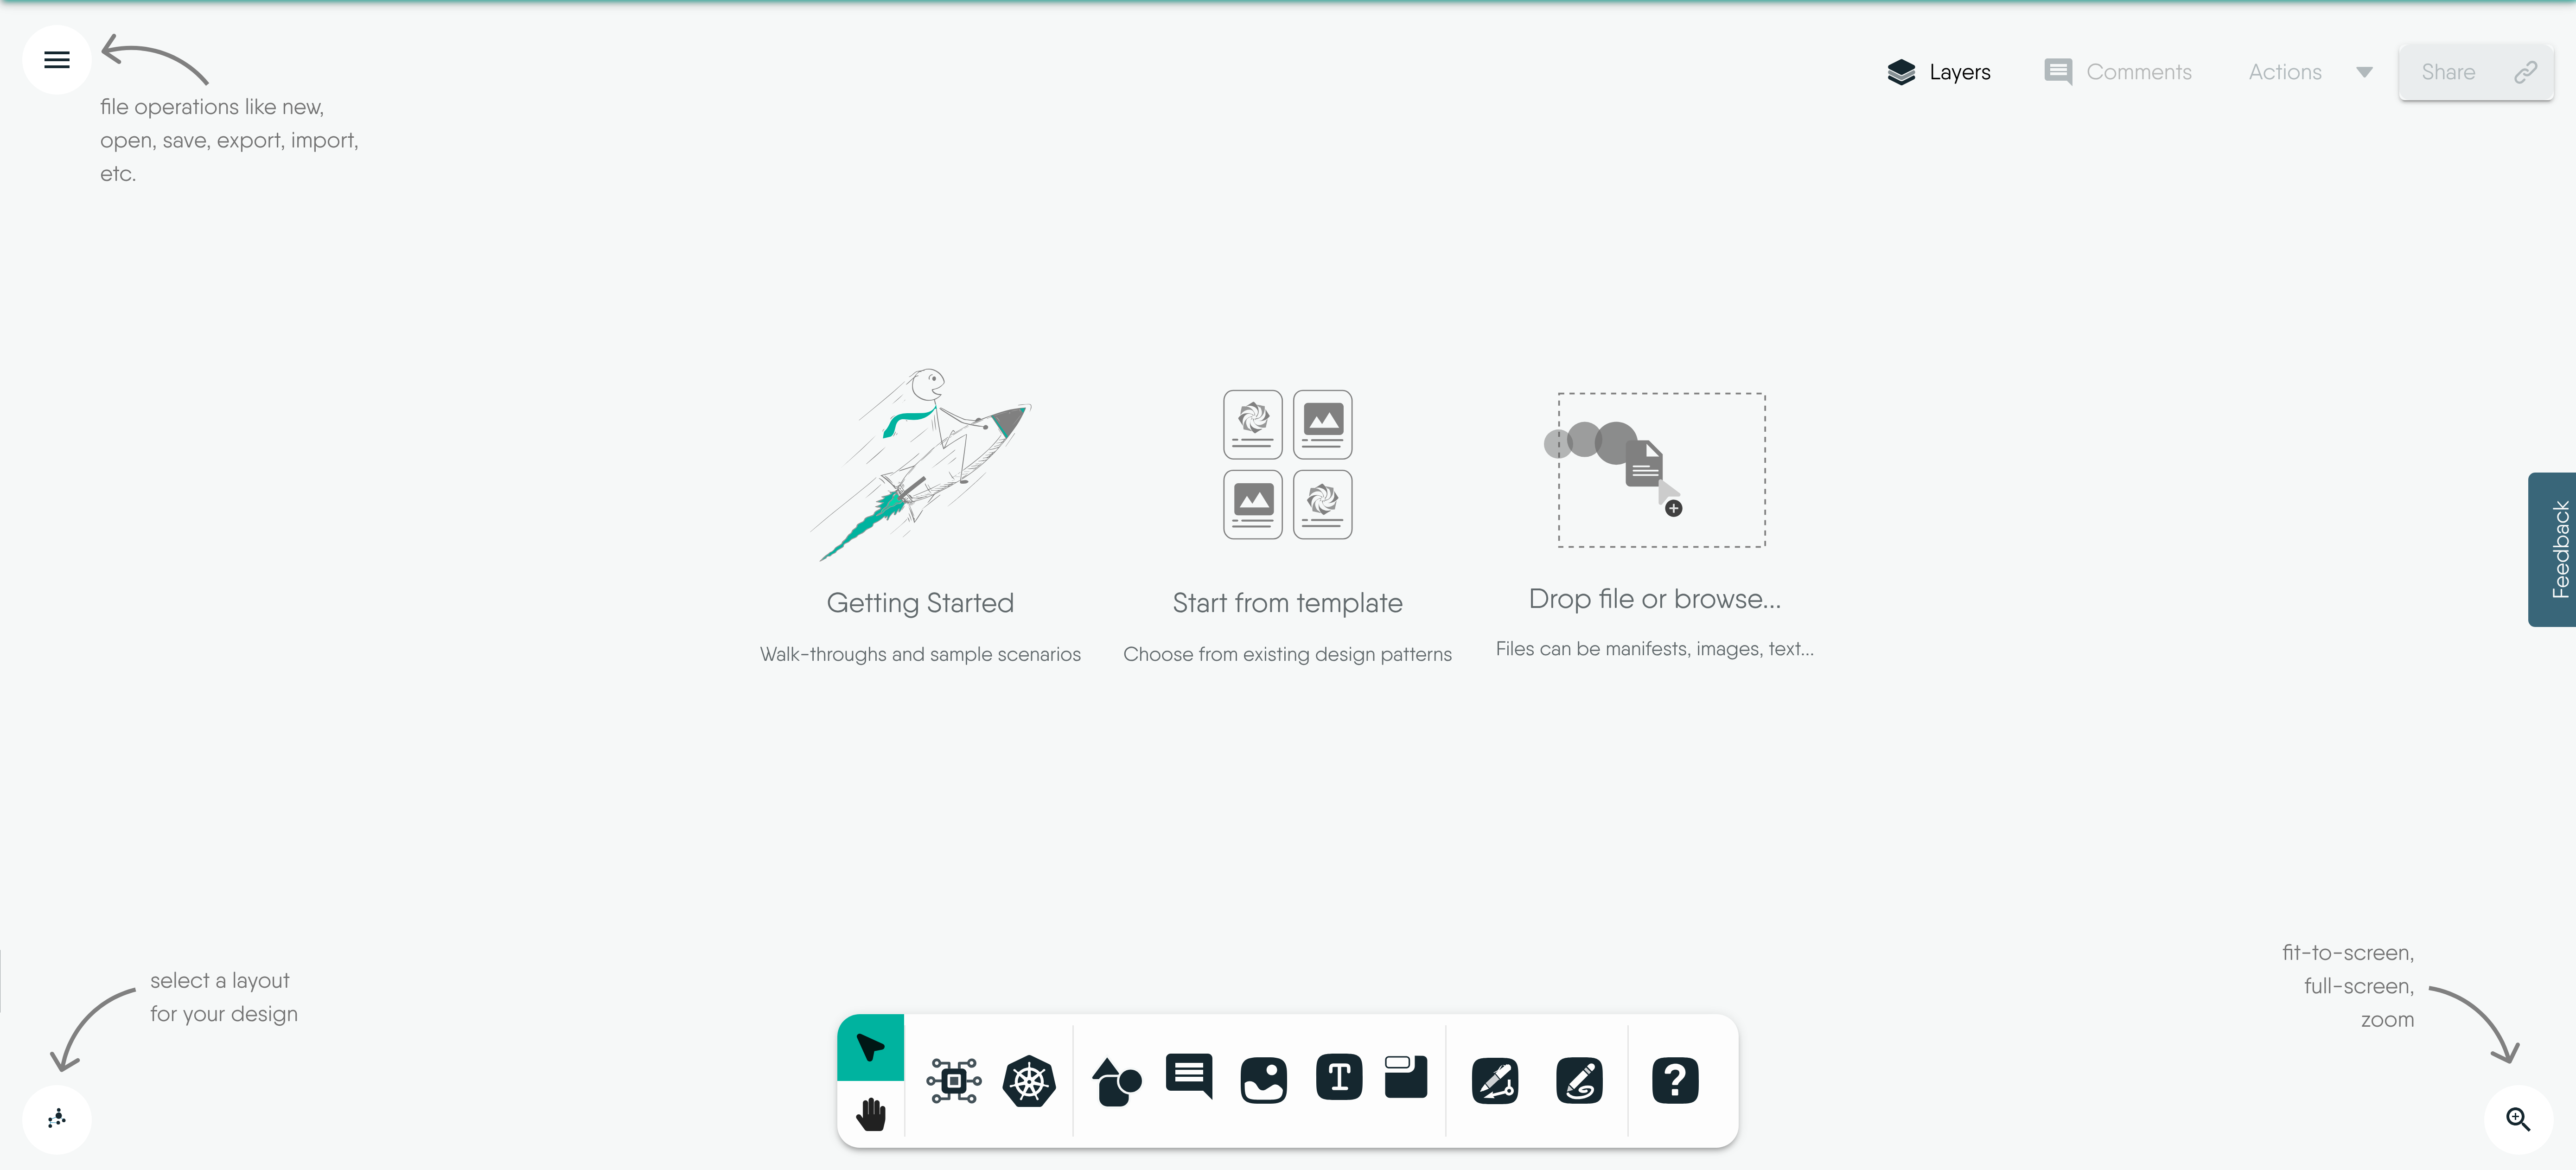 file operations like new,
open, save, export, import,
etc.
Layers
Comments
Actions
Share
Getting Started
Walk-throughs and sample scenarios
Start from template
Choose from existing design patterns
Drop file or browse...
Files can be manifests, images, text...
Feedback
select a layout
for your design
fit-to-screen,
full-screen,
zoom
T
?